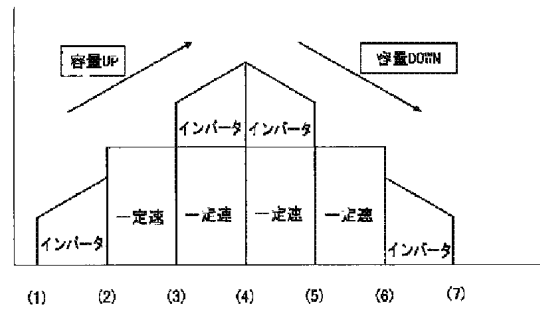 容量UP
容量DOWN
インバータ
インバータ
一定速
一定速
一定速
一定速
インバータ
インバータ
(1)
(2)
(3)
(4)
(5)
(6)
(7)